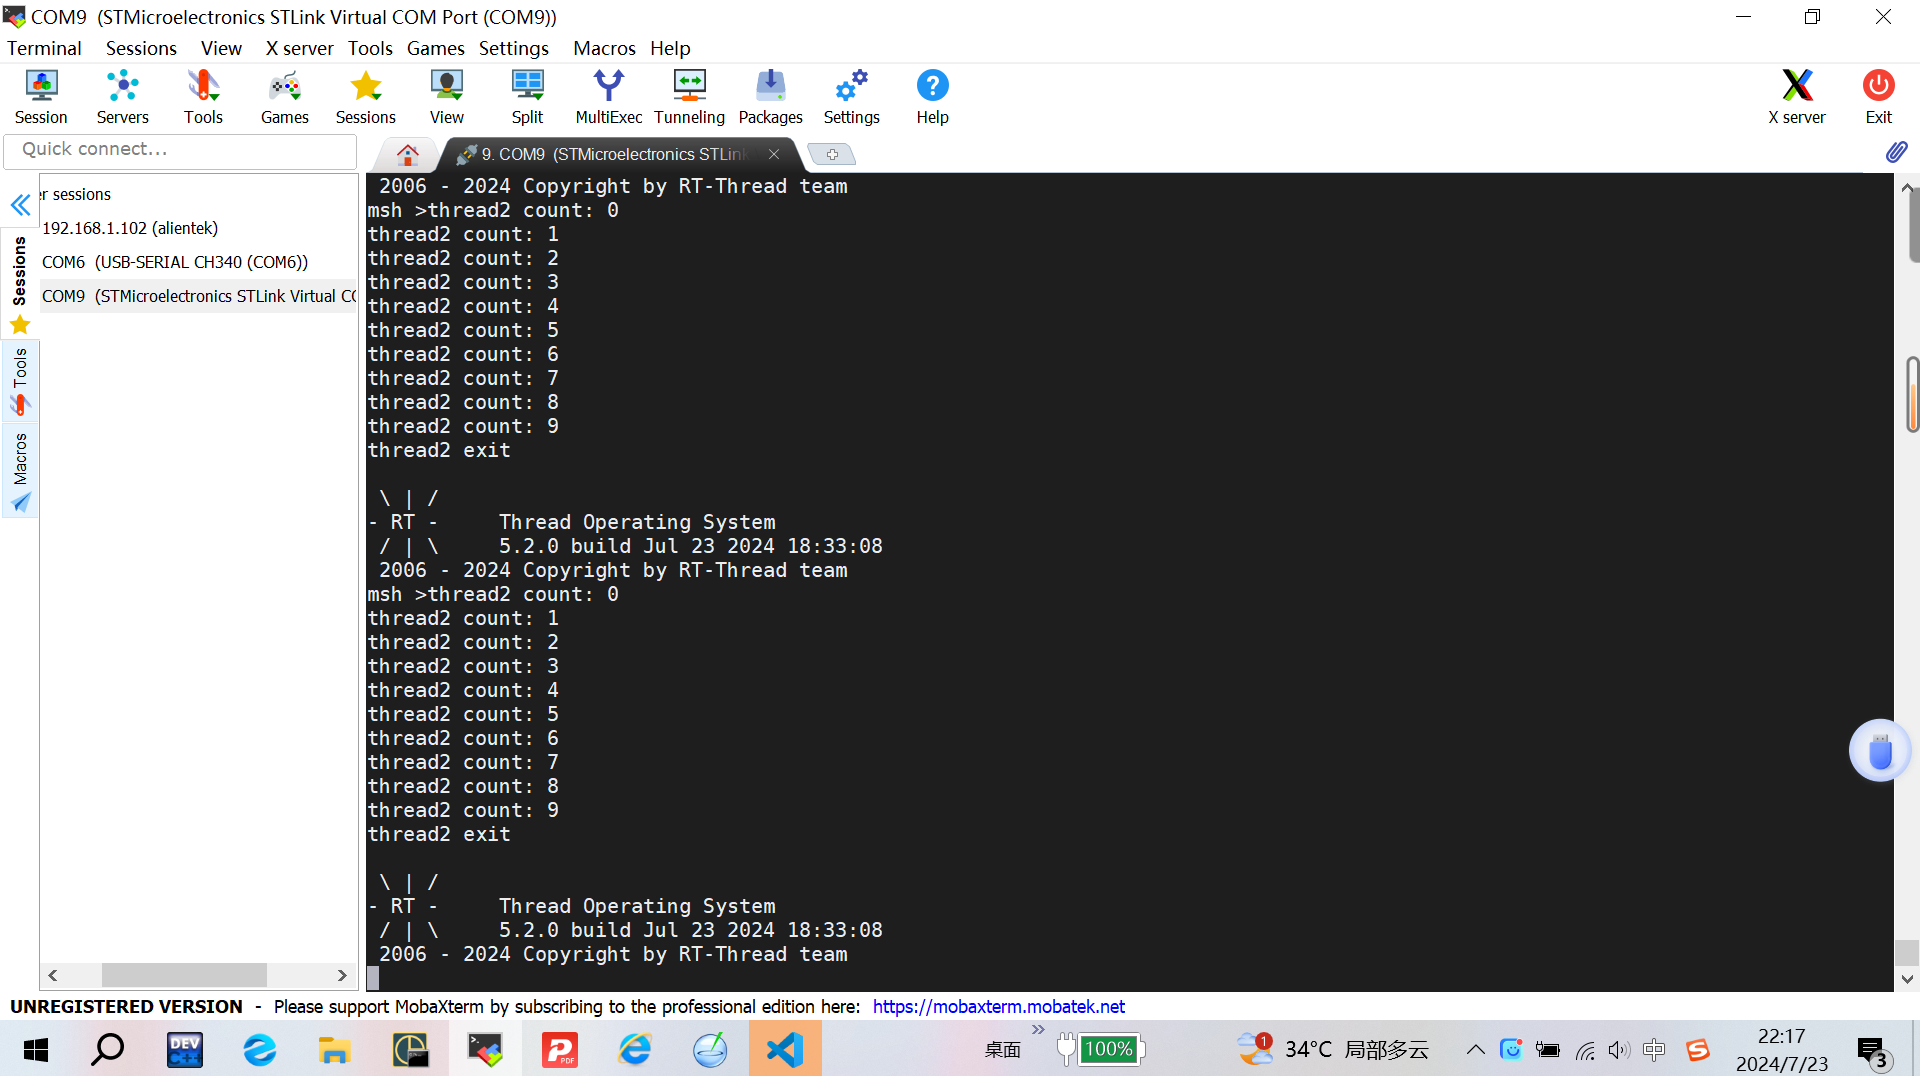 COM9  (STMicroelectronics STLink Virtual COM Port (COM9))
Terminal Sessions View X server Tools Games Settings Macros Help
Session Servers Tools Games Sessions View Split MultiExec Tunneling Packages Settings Help X server Exit
Quick connect...
9. COM9  (STMicroelectronics STLink
er sessions
192.168.1.102 (alientek)
COM6  (USB-SERIAL CH340 (COM6))
COM9  (STMicroelectronics STLink Virtual CO
Sessions
Tools
Macros
2006 - 2024 Copyright by RT-Thread team
msh >thread2 count: 0
thread2 count: 1
thread2 count: 2
thread2 count: 3
thread2 count: 4
thread2 count: 5
thread2 count: 6
thread2 count: 7
thread2 count: 8
thread2 count: 9
thread2 exit
\ | /
- RT -     Thread Operating System
/ | \     5.2.0 build Jul 23 2024 18:33:08
2006 - 2024 Copyright by RT-Thread team
msh >thread2 count: 0
thread2 count: 1
thread2 count: 2
thread2 count: 3
thread2 count: 4
thread2 count: 5
thread2 count: 6
thread2 count: 7
thread2 count: 8
thread2 count: 9
thread2 exit
\ | /
- RT -     Thread Operating System
/ | \     5.2.0 build Jul 23 2024 18:33:08
2006 - 2024 Copyright by RT-Thread team
UNREGISTERED VERSION  -  Please support MobaXterm by subscribing to the professional edition here:  https://mobaxterm.mobatek.net
DEV C++
PDF
桌面
100%
1
34°C 局部多云
中
22:17
2024/7/23
3